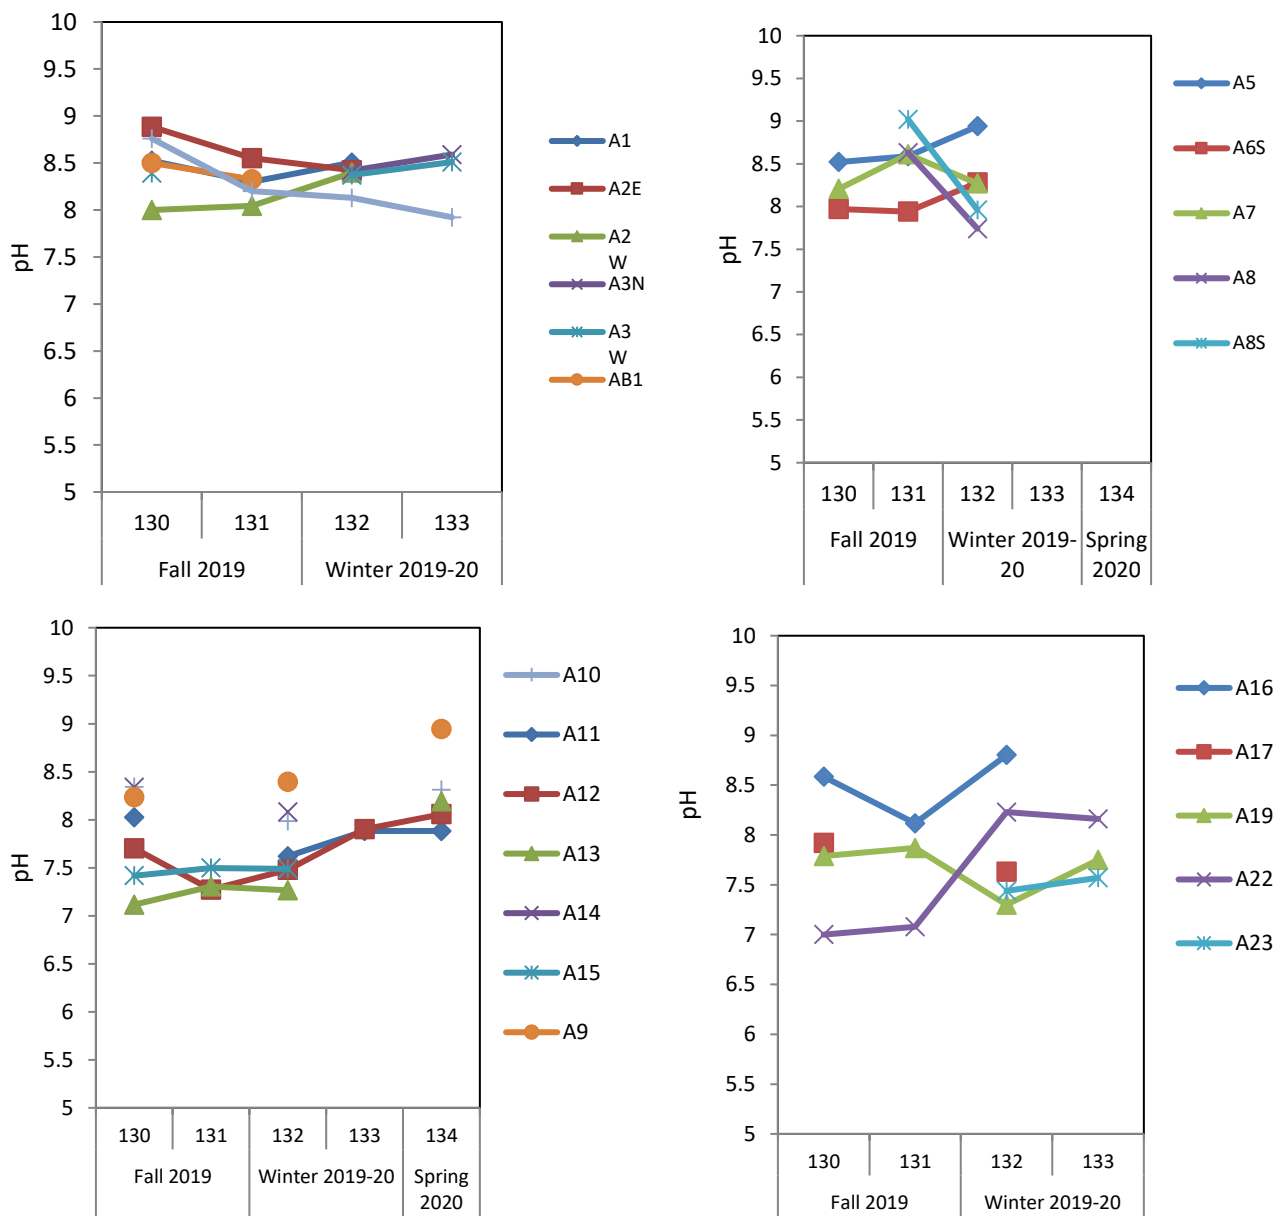 10
9.5
9
8.5
8
7.5
7
6.5
6
5.5
5
pH
130 131 132 133
Fall 2019 Winter 2019-20
A1
A2E
A2
W
A3N
A3
W
AB1
10
9.5
9
8.5
8
7.5
7
6.5
6
5.5
5
pH
130 131 132 133 134
Fall 2019 Winter 2019- Spring
20 2020
A5
A6S
A7
A8
A8S
10
9.5
9
8.5
8
7.5
7
6.5
6
5.5
5
pH
130 131 132 133 134
Fall 2019 Winter 2019-20 Spring
2020
A10
A11
A12
A13
A14
A15
A9
10
9.5
9
8.5
8
7.5
7
6.5
6
5.5
5
pH
130 131 132 133
Fall 2019 Winter 2019-20
A16
A17
A19
A22
A23